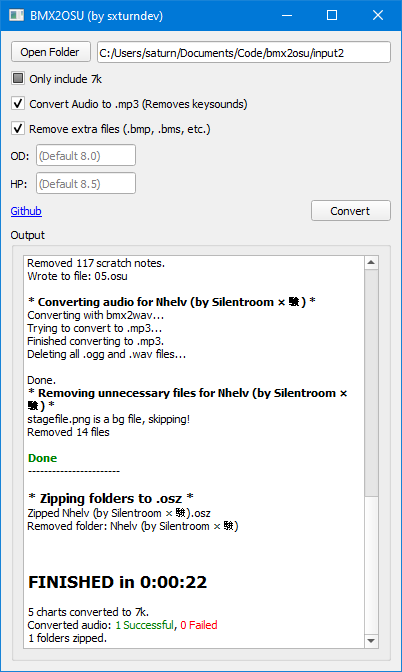 BMX2OSU (by sxturndev)
Open Folder
C:/Users/saturn/Documents/Code/bmx2osu/input2
Only include 7k
Convert Audio to .mp3 (Removes keysounds)
Remove extra files (.bmp, .bms, etc.)
OD:
(Default 8.0)
HP:
(Default 8.5)
Github
Convert
Output
Removed 117 scratch notes.
Wrote to file: 05.osu
* Converting audio for Nhelv (by Silentroom × 驗) *
Converting with bmx2wav...
Trying to convert to .mp3...
Finished converting to .mp3.
Deleting all .ogg and .wav files...
Done.
* Removing unnecessary files for Nhelv (by Silentroom ×
驗) *
stagefile.png is a bg file, skipping!
Removed 14 files
Done
-----------------------
* Zipping folders to .osz *
Zipped Nhelv (by Silentroom × 驗).osz
Removed folder: Nhelv (by Silentroom × 驗)
FINISHED in 0:00:22
5 charts converted to 7k.
Converted audio: 1 Successful, 0 Failed
1 folders zipped.